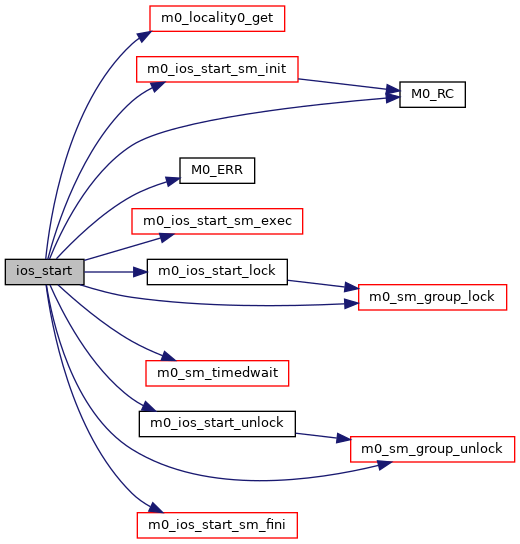 m0_locality0_get
m0_ios_start_sm_init
M0_RC
M0_ERR
m0_ios_start_sm_exec
ios_start
m0_ios_start_lock
m0_sm_group_lock
m0_sm_timedwait
m0_ios_start_unlock
m0_sm_group_unlock
m0_ios_start_sm_fini